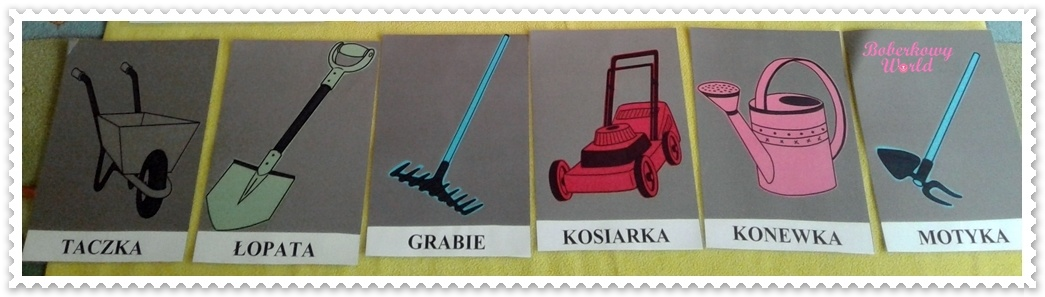 Boberkowy
World
TACZKA
ŁOPATA
GRABIE
KOSIARKA
KONEWKA
MOTYKA